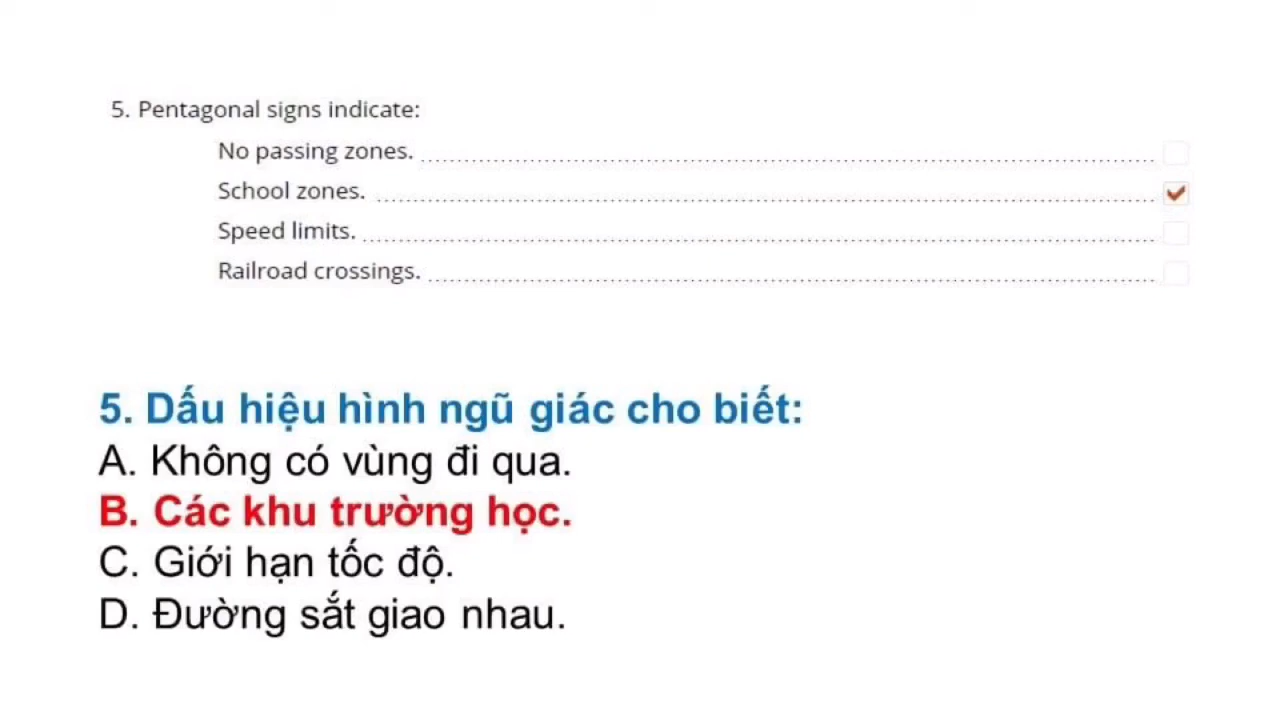 5. Pentagonal signs indicate:
No passing zones.
School zones.
Speed limits.
Railroad crossings.
5. Dấu hiệu hình ngũ giác cho biết:
A. Không có vùng đi qua.
B. Các khu trường học.
C. Giới hạn tốc độ.
D. Đường sắt giao nhau.